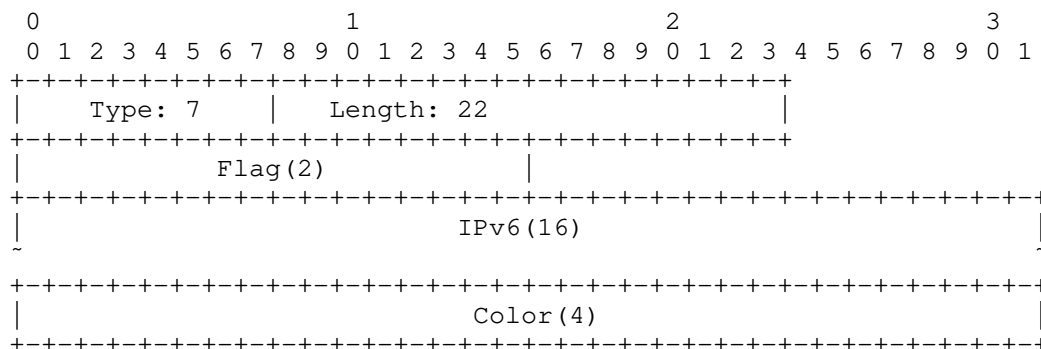 0                   1                   2                   3
0 1 2 3 4 5 6 7 8 9 0 1 2 3 4 5 6 7 8 9 0 1 2 3 4 5 6 7 8 9 0 1
+-+-+-+-+-+-+-+-+-+-+-+-+-+-+-+-+-+-+-+-+-+-+-+-+
|    Type: 7    |   Length: 22                  |
+-+-+-+-+-+-+-+-+-+-+-+-+-+-+-+-+-+-+-+-+-+-+-+-+
|            Flag(2)            |
+-+-+-+-+-+-+-+-+-+-+-+-+-+-+-+-+-+-+-+-+-+-+-+-+-+-+-+-+-+-+-+-+
|                           IPv6(16)                            |
~                                                               ~
+-+-+-+-+-+-+-+-+-+-+-+-+-+-+-+-+-+-+-+-+-+-+-+-+-+-+-+-+-+-+-+-+
|                            Color(4)                           |
+-+-+-+-+-+-+-+-+-+-+-+-+-+-+-+-+-+-+-+-+-+-+-+-+-+-+-+-+-+-+-+-+